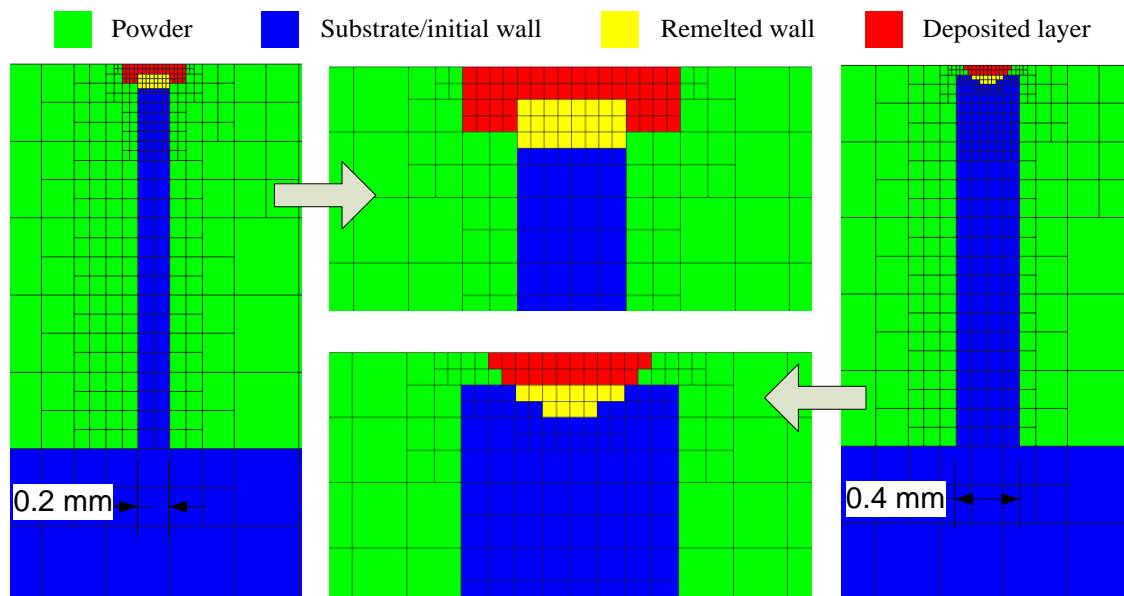 Powder
Substrate/initial wall
Remelted wall
Deposited layer
0.2 mm
0.4 mm